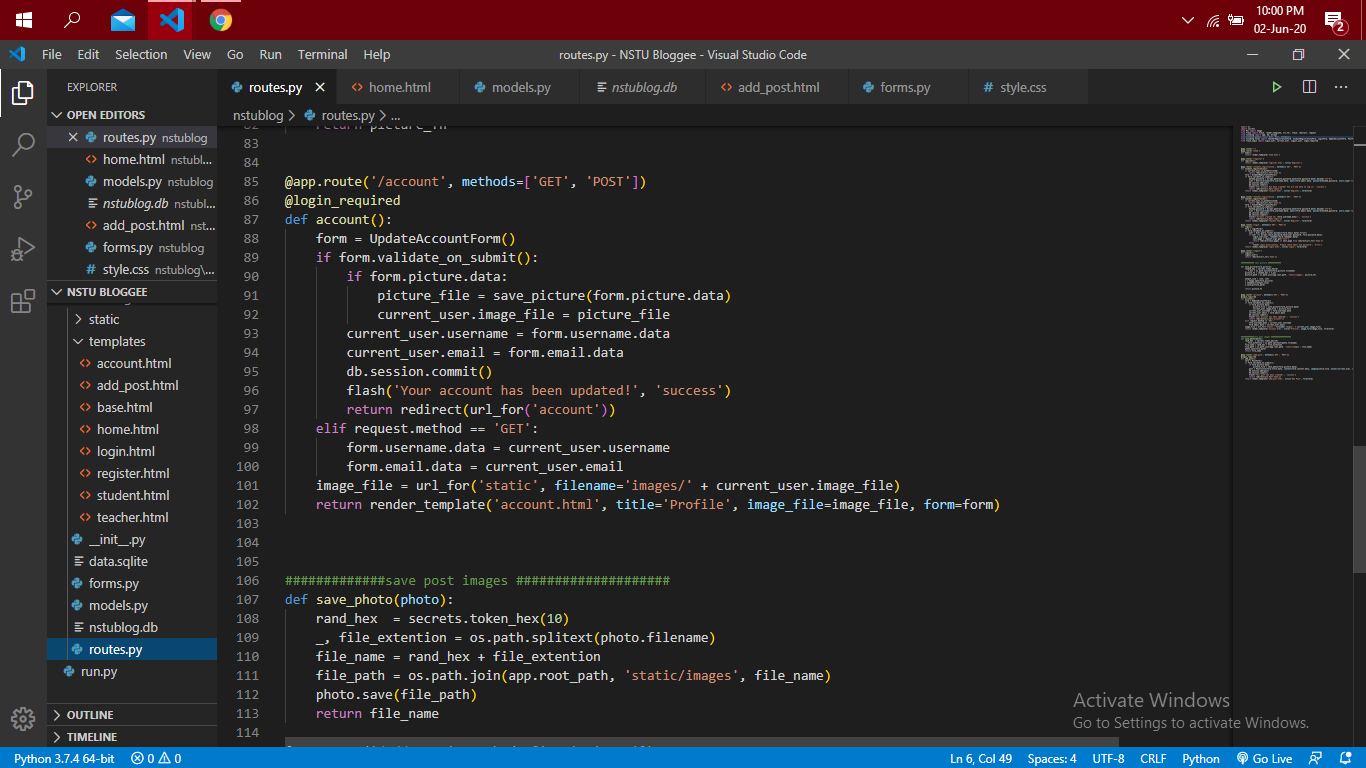 10:00 PM
02-Jun-20
2
File Edit Selection View Go Run Terminal Help
routes.py - NSTU Bloggee - Visual Studio Code
EXPLORER
OPEN EDITORS
routes.py nstublog
home.html nstubl...
models.py nstublog
nstublog.db nstubl...
add_post.html nst...
forms.py nstublog
style.css nstublog\...
NSTU BLOGGEE
static
templates
account.html
add_post.html
base.html
home.html
login.html
register.html
student.html
teacher.html
__init__.py
data.sqlite
forms.py
models.py
nstublog.db
routes.py
run.py
OUTLINE
TIMELINE
routes.py home.html models.py nstublog.db add_post.html forms.py style.css
nstublog > routes.py > ...
82 return picture_fn
83
84
85 @app.route('/account', methods=['GET', 'POST'])
86 @login_required
87 def account():
88     form = UpdateAccountForm()
89     if form.validate_on_submit():
90         if form.picture.data:
91             picture_file = save_picture(form.picture.data)
92             current_user.image_file = picture_file
93         current_user.username = form.username.data
94         current_user.email = form.email.data
95         db.session.commit()
96         flash('Your account has been updated!', 'success')
97         return redirect(url_for('account'))
98     elif request.method == 'GET':
99         form.username.data = current_user.username
100         form.email.data = current_user.email
101     image_file = url_for('static', filename='images/' + current_user.image_file)
102     return render_template('account.html', title='Profile', image_file=image_file, form=form)
103
104
105
106 #############save post images ####################
107 def save_photo(photo):
108     rand_hex  = secrets.token_hex(10)
109     _, file_extention = os.path.splitext(photo.filename)
110     file_name = rand_hex + file_extention
111     file_path = os.path.join(app.root_path, 'static/images', file_name)
112     photo.save(file_path)
113     return file_name
114
Activate Windows
Go to Settings to activate Windows.
Python 3.7.4 64-bit 0 0 Ln 6, Col 49 Spaces: 4 UTF-8 CRLF Python Go Live